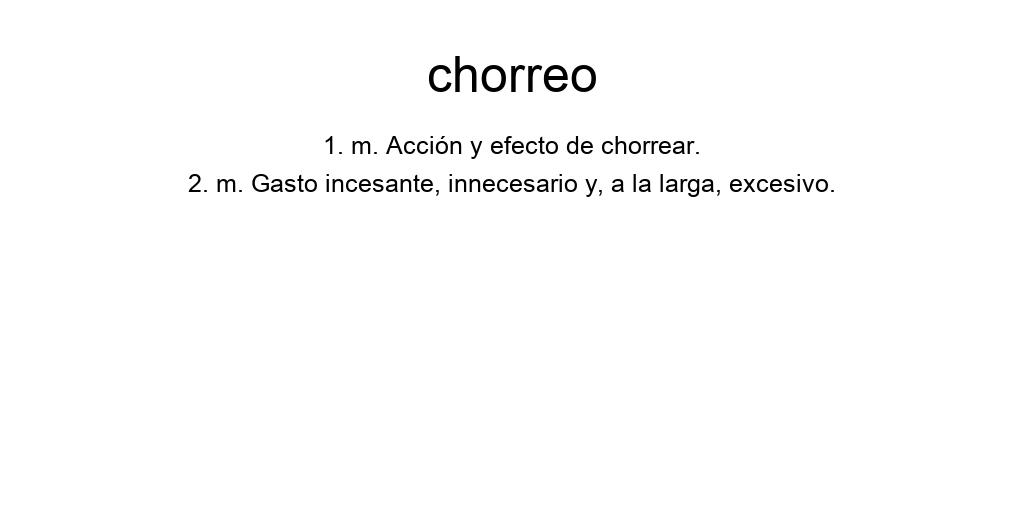 chorreo
1. m. Acción y efecto de chorrear.
2. m. Gasto incesante, innecesario y, a la larga, excesivo.